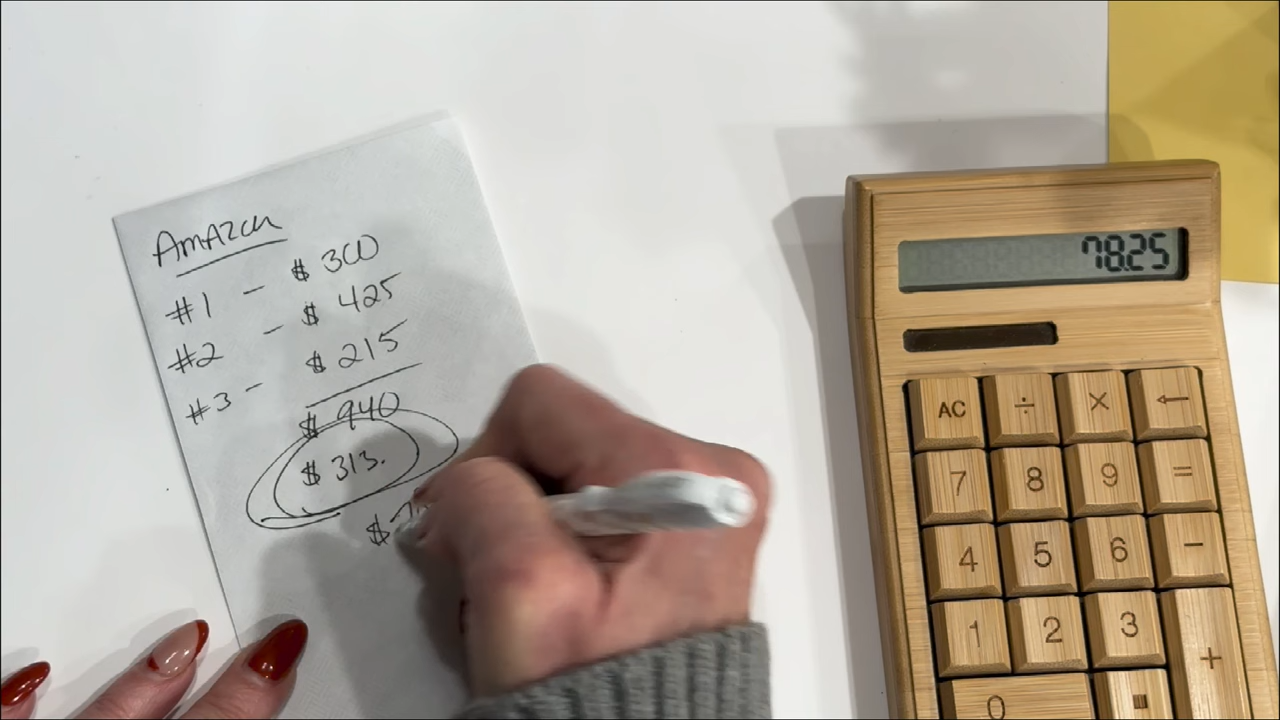 AMAZON
#1 - $ 300
#2 - $ 425
#3 - $ 215
$ 940
$ 313.
$
78.25
AC ÷ × ←
7 8 9 =
4 5 6 -
1 2 3 +
0 .